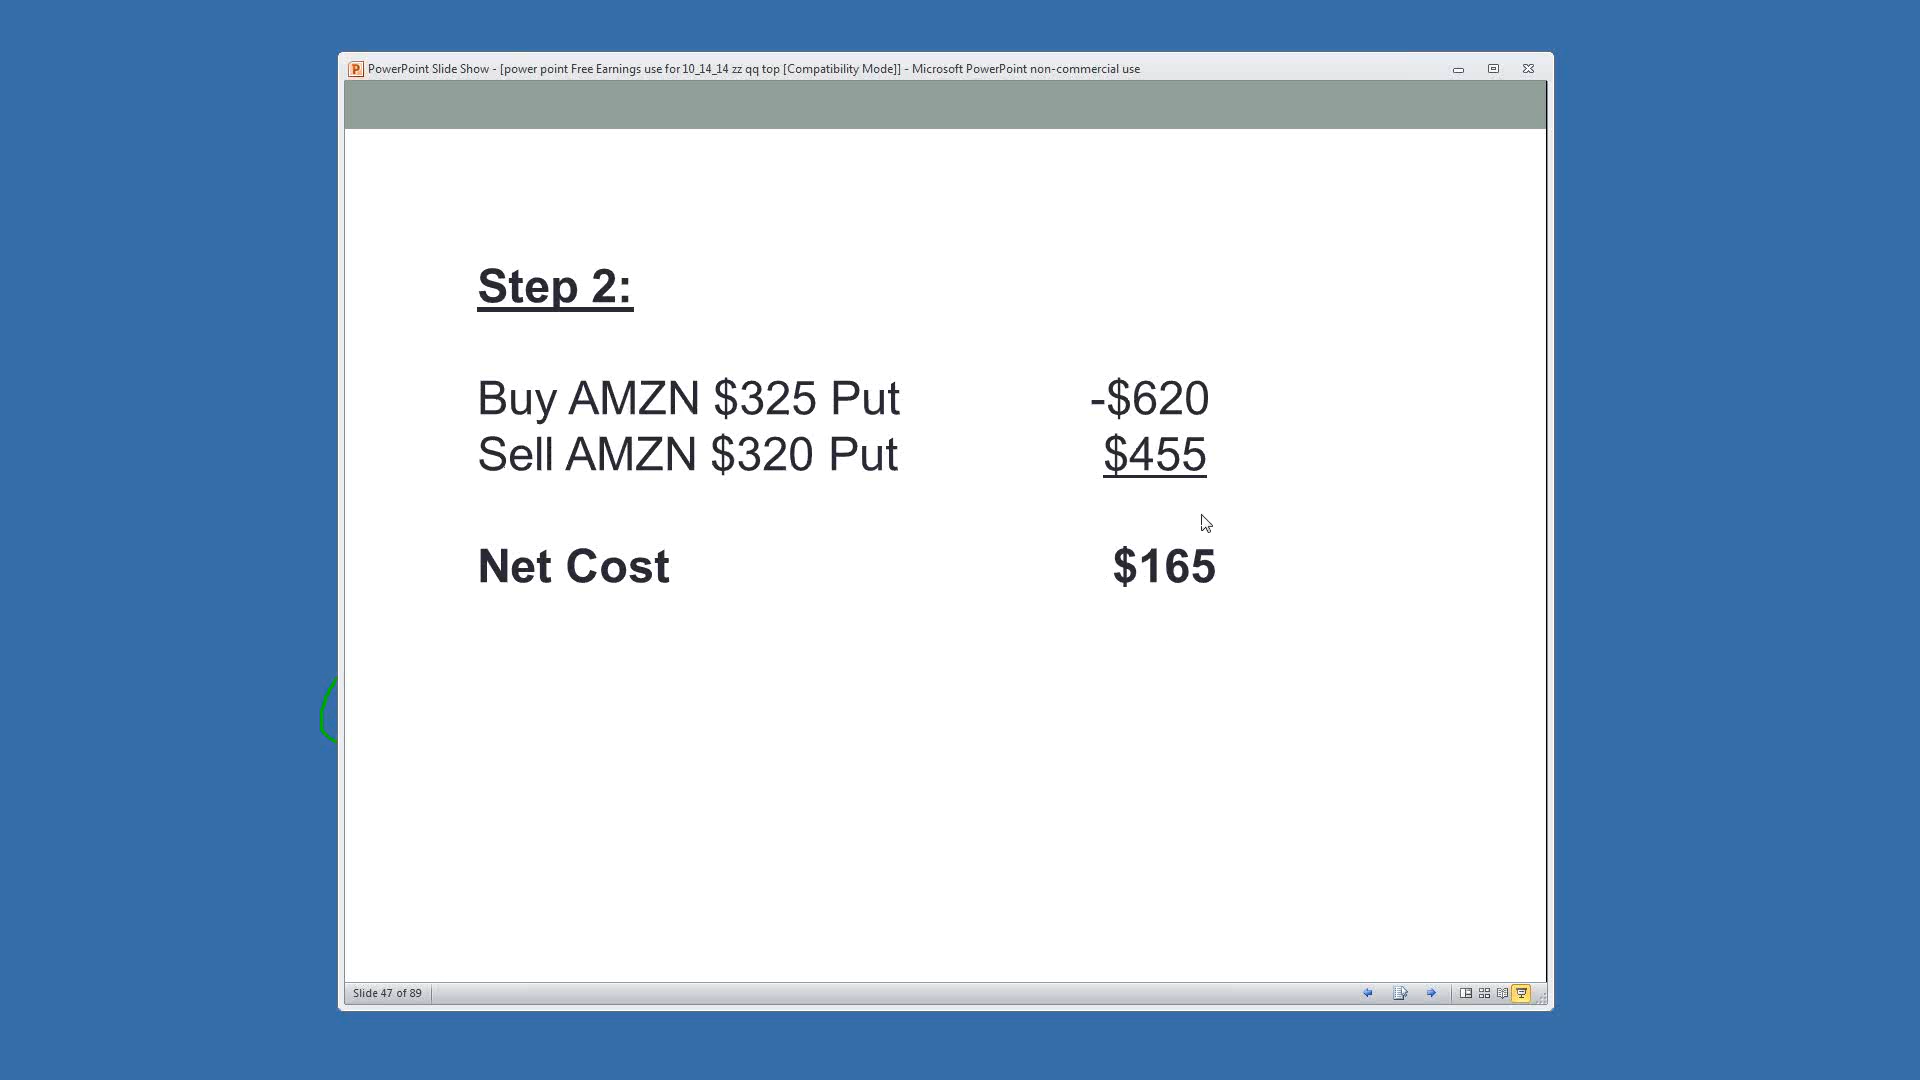 PowerPoint Slide Show - [power point Free Earnings use for 10_14_14 zz qq top [Compatibility Mode]] - Microsoft PowerPoint non-commercial use
Step 2:
Buy AMZN $325 Put -$620
Sell AMZN $320 Put $455
Net Cost $165
Slide 47 of 89